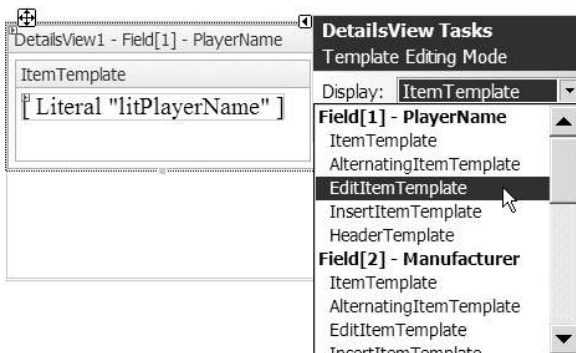 DetailsView1 - Field[1] - PlayerName
ItemTemplate
[ Literal "litPlayerName" ]
DetailsView Tasks
Template Editing Mode
Display: ItemTemplate
Field[1] - PlayerName
ItemTemplate
AlternatingItemTemplate
EditItemTemplate
InsertItemTemplate
HeaderTemplate
Field[2] - Manufacturer
ItemTemplate
AlternatingItemTemplate
EditItemTemplate
InsertItemTemplate